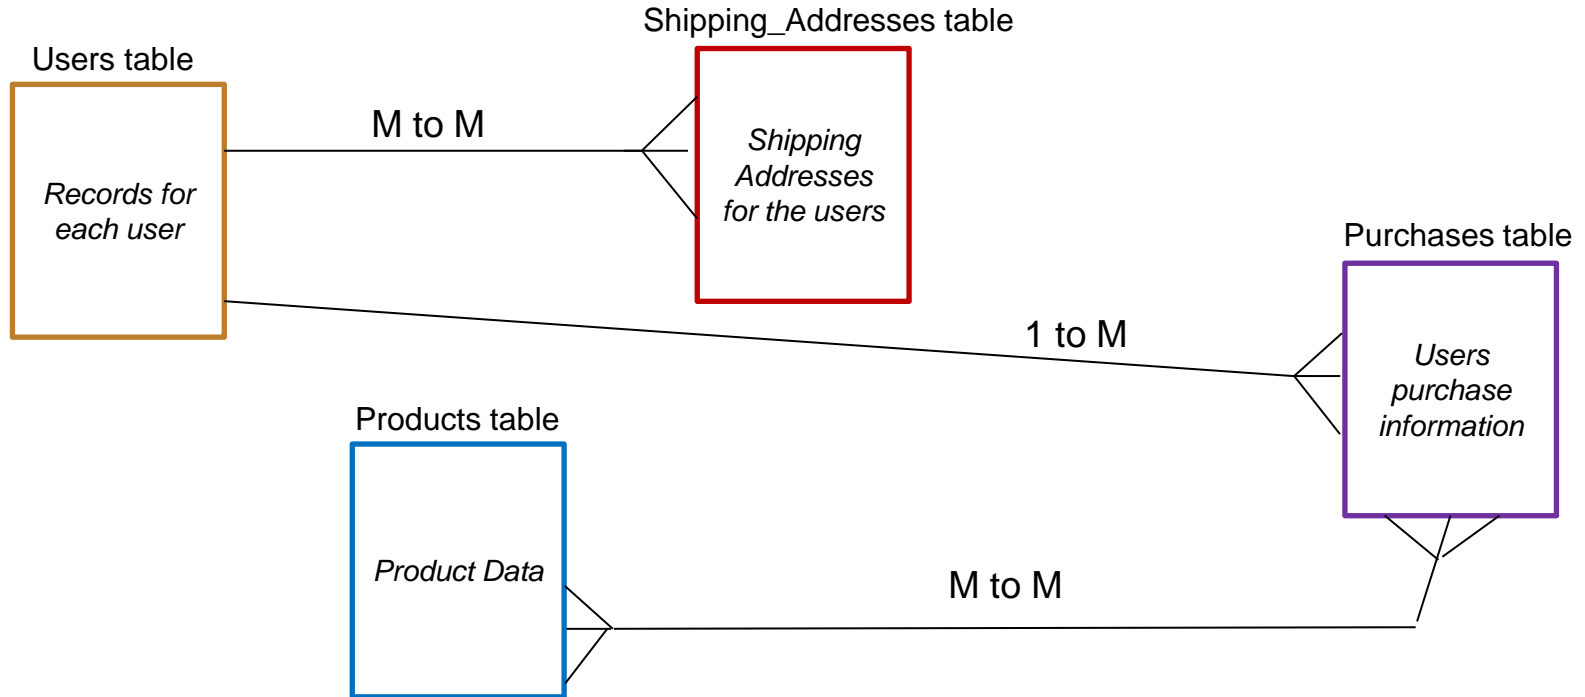 Shipping_Addresses table
Users table
M to M
Shipping
Addresses
for the users
Records for
each user
Purchases table
1 to M
Users
purchase
information
Products table
Product Data
M to M